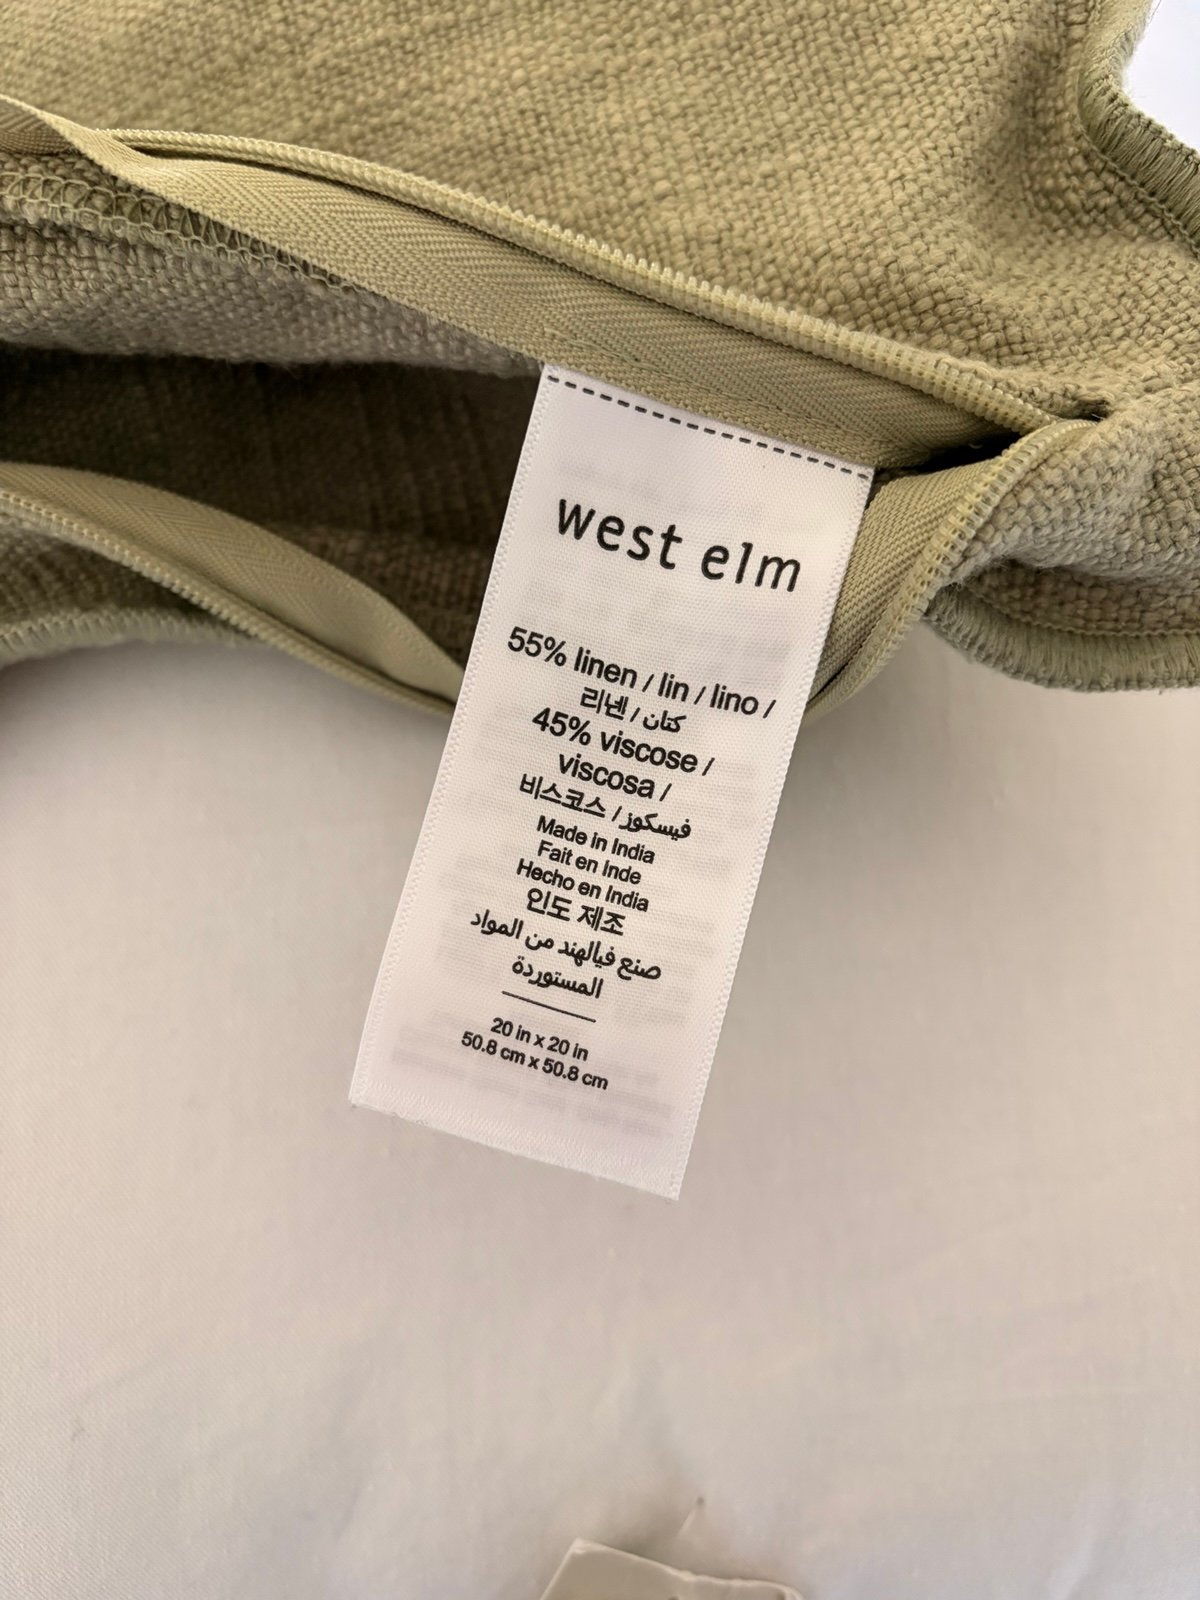 west elm
55% linen / lin / lino /
리넨 / كتان
45% viscose /
viscosa /
비스코스 / فيسكوز
Made in India
Fait en Inde
Hecho en India
인도 제조
صنع فيالهند من المواد
المستوردة
20 in x 20 in
50.8 cm x 50.8 cm